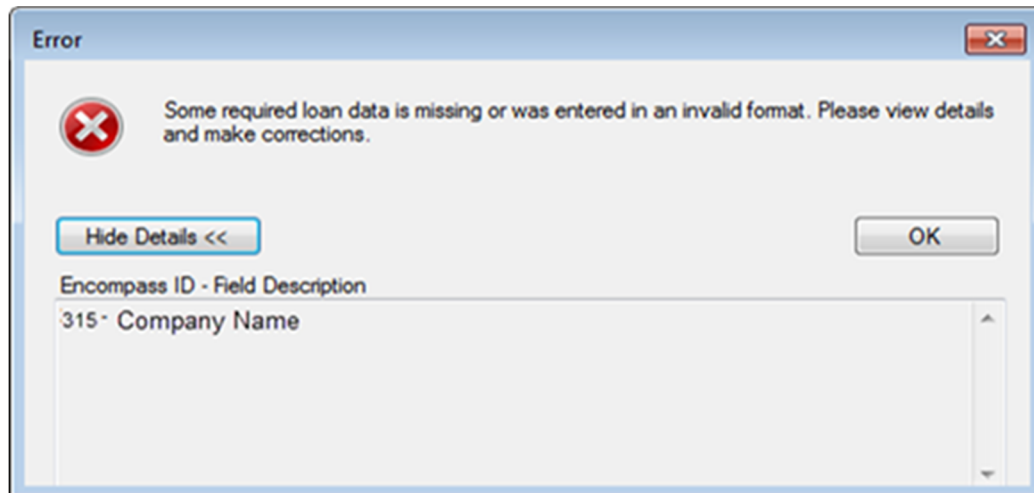 Error
Some required loan data is missing or was entered in an invalid format. Please view details
and make corrections.
Hide Details <<
OK
Encompass ID - Field Description
315- Company Name